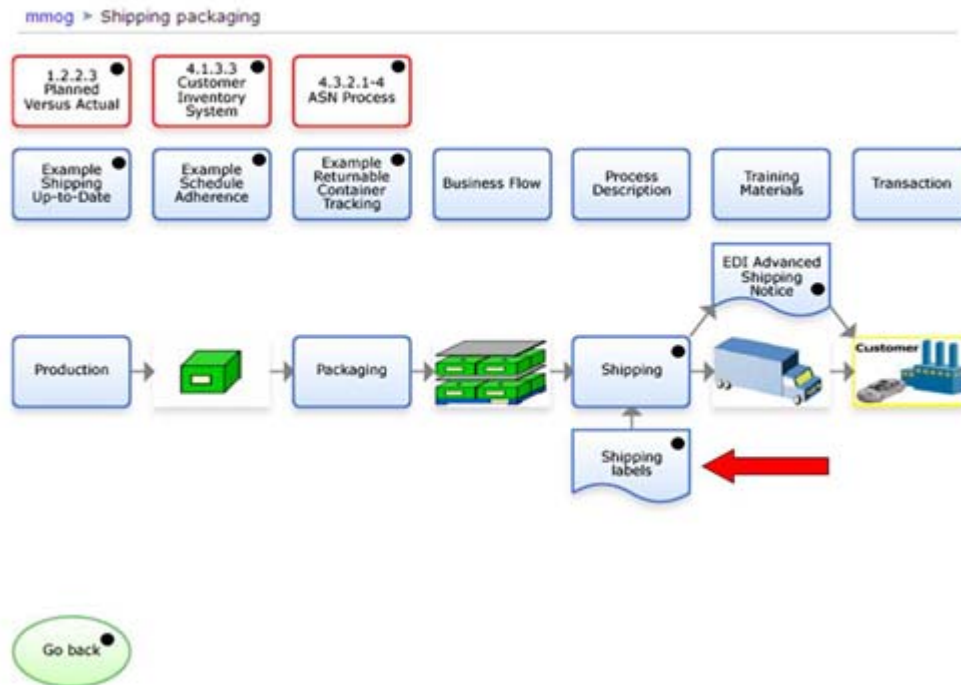 mmog > Shipping packaging
1.2.2.3
Planned
Versus Actual
4.1.3.3
Customer
Inventory
System
4.3.2.1-4
ASN Process
Example
Shipping
Up-to-Date
Example
Schedule
Adherence
Example
Returnable
Container
Tracking
Business Flow
Process
Description
Training
Materials
Transaction
EDI Advanced
Shipping
Notice
Production
Packaging
Shipping
Customer
Shipping
labels
Go back